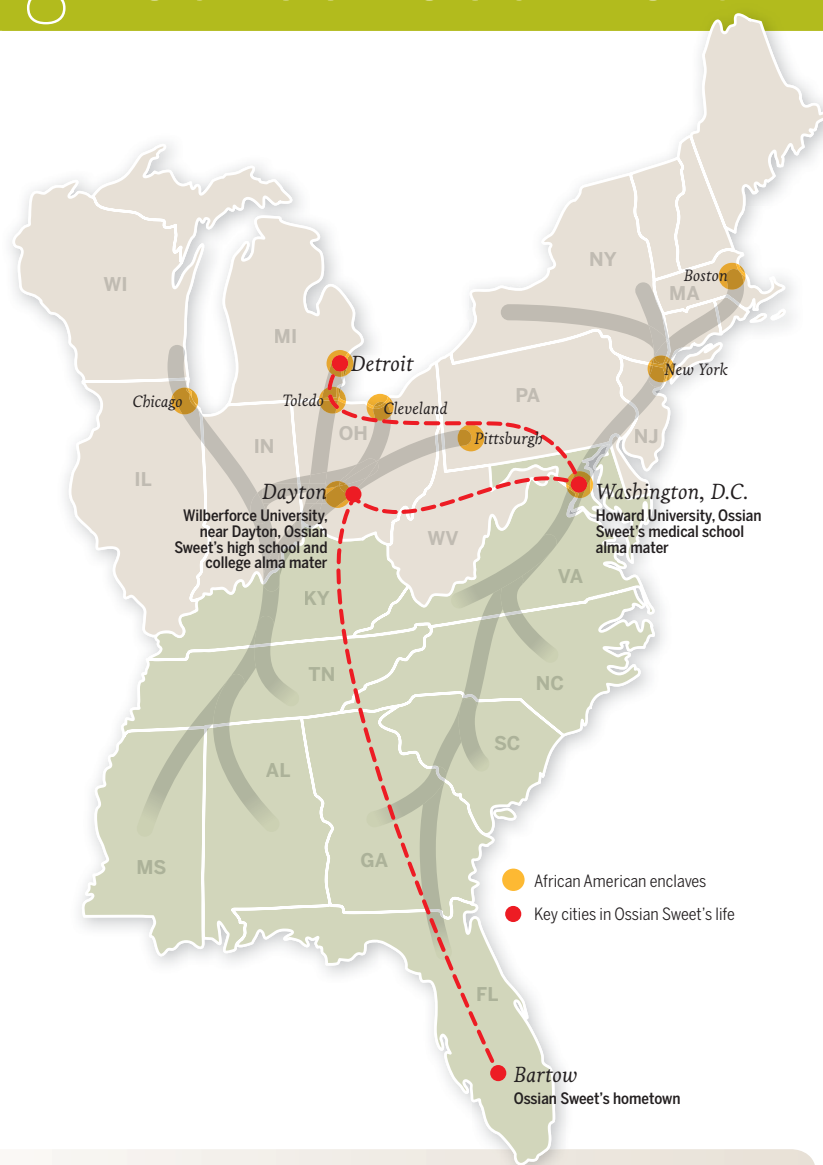 WI
NY
Boston
MA
MI
Detroit
New York
Chicago
Toledo
Cleveland
PA
OH
Pittsburgh
NJ
IN
IL
Dayton
Wilberforce University,
near Dayton, Ossian
Sweet's high school and
college alma mater
Washington, D.C.
Howard University, Ossian
Sweet's medical school
alma mater
WV
VA
KY
TN
NC
SC
AL
MS
GA
African American enclaves
Key cities in Ossian Sweet's life
FL
Bartow
Ossian Sweet's hometown